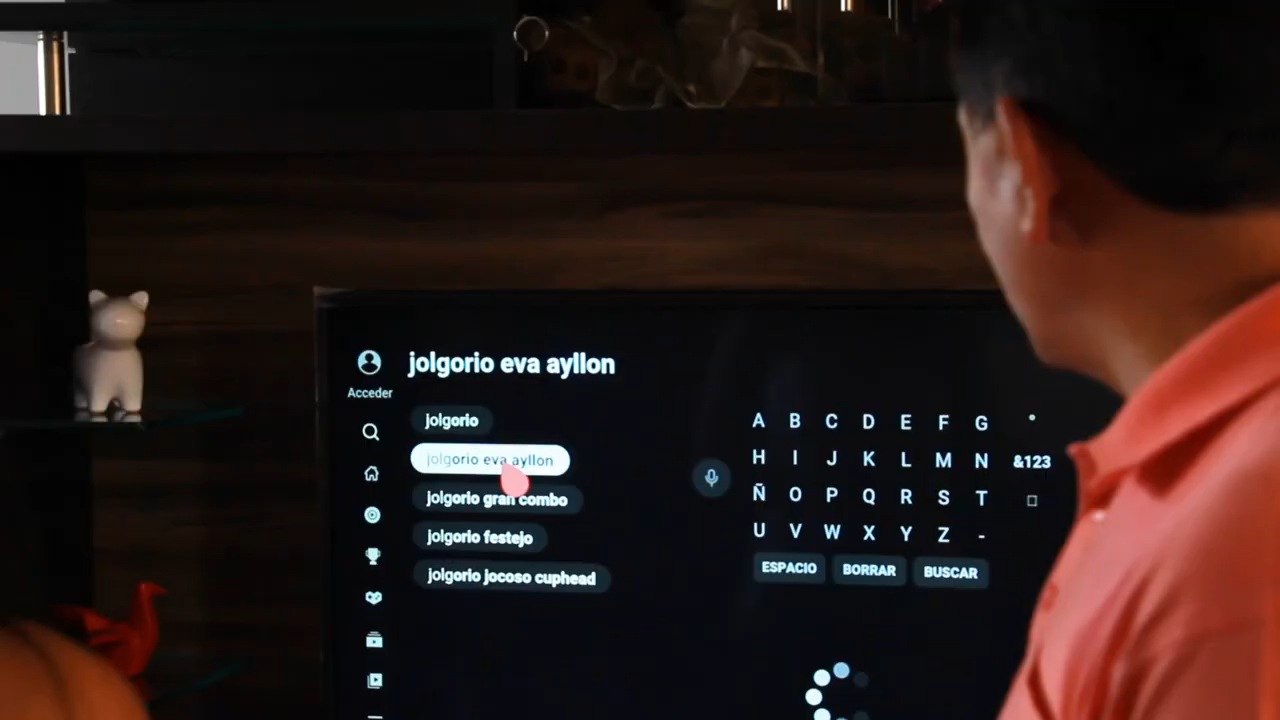 jolgorio eva ayllon
Acceder
jolgorio
jolgorio eva ayllon
jolgorio gran combo
jolgorio festejo
jolgorio jocoso cuphead
A B C D E F G
H I J K L M N &123
Ñ O P Q R S T
U V W X Y Z -
ESPACIO BORRAR BUSCAR